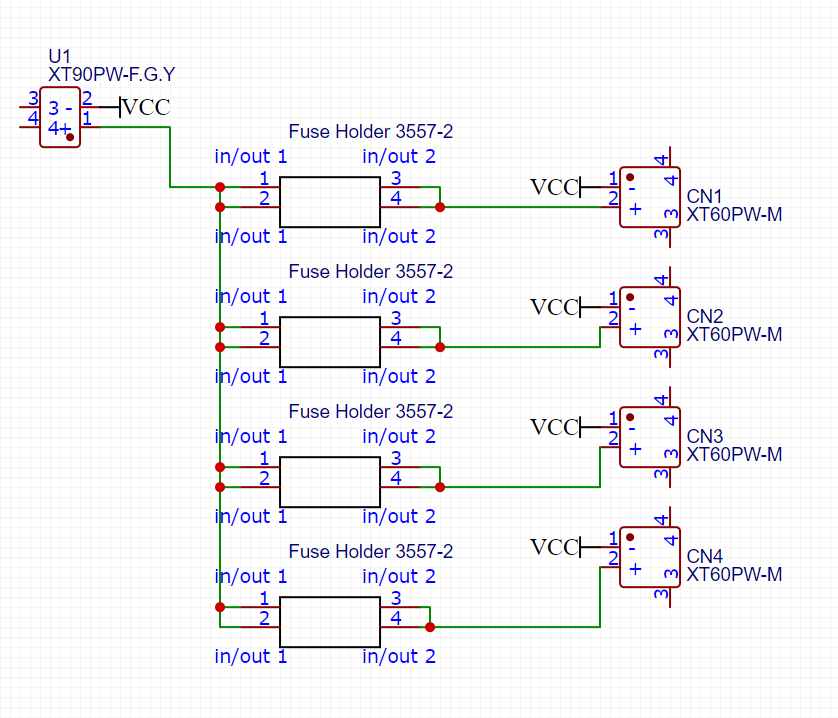 U1
XT90PW-F.G.Y
3 3 - 2 VCC
4 4+ 1
Fuse Holder 3557-2
in/out 1 in/out 2
1 3
2 4
in/out 1 in/out 2
VCC 1 - 4 4
2 + 3 3
CN1
XT60PW-M
Fuse Holder 3557-2
in/out 1 in/out 2
1 3
2 4
in/out 1 in/out 2
VCC 1 - 4 4
2 + 3 3
CN2
XT60PW-M
Fuse Holder 3557-2
in/out 1 in/out 2
1 3
2 4
in/out 1 in/out 2
VCC 1 - 4 4
2 + 3 3
CN3
XT60PW-M
Fuse Holder 3557-2
in/out 1 in/out 2
1 3
2 4
in/out 1 in/out 2
VCC 1 - 4 4
2 + 3 3
CN4
XT60PW-M